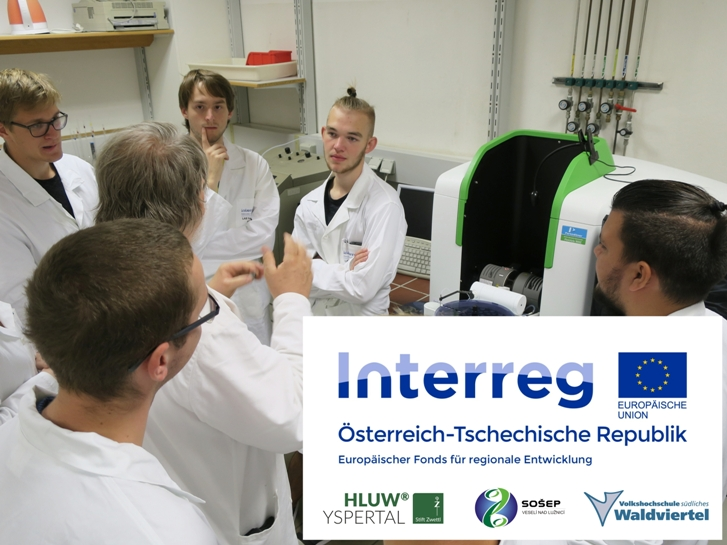 Interreg
EUROPÄISCHE
UNION
Österreich-Tschechische Republik
Europäischer Fonds für regionale Entwicklung
HLUW®
YSPERTAL
Stift Zwettl
SOŠEP
VESELÍ NAD LUŽNICÍ
Volkshochschule südliches
Waldviertel